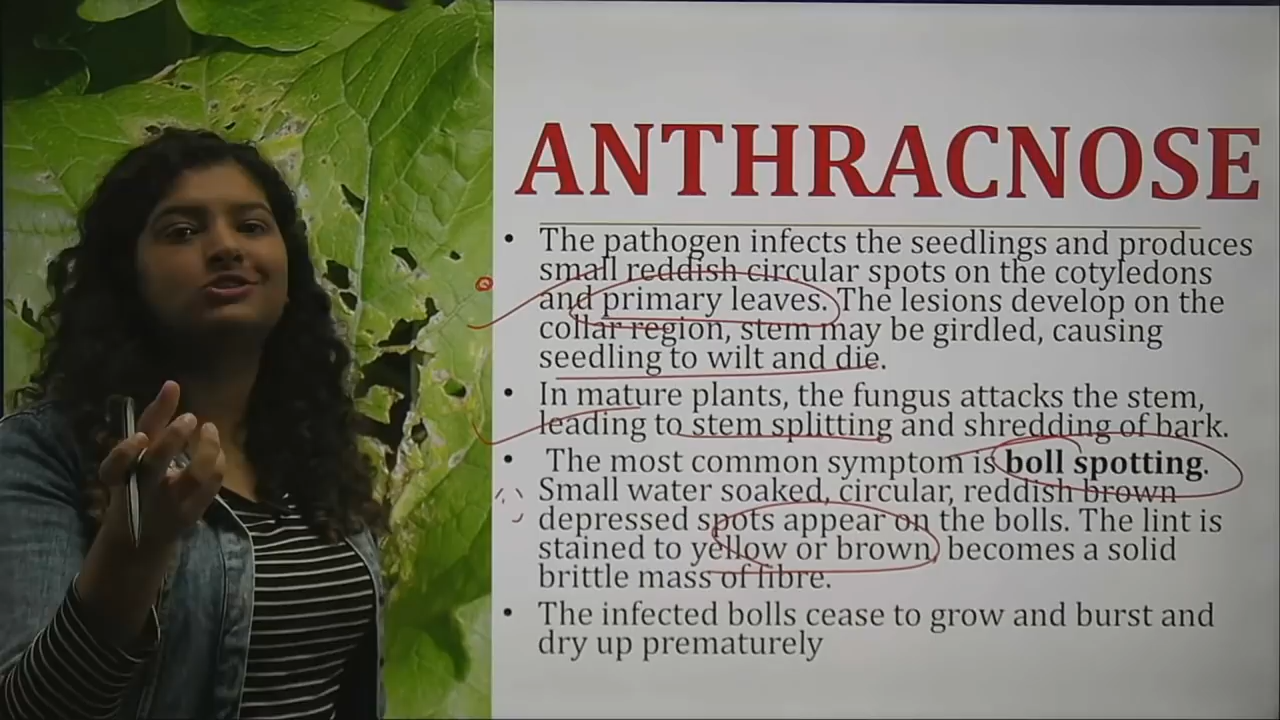 ANTHRACNOSE
• The pathogen infects the seedlings and produces
small reddish circular spots on the cotyledons
and primary leaves. The lesions develop on the
collar region, stem may be girdled, causing
seedling to wilt and die.
• In mature plants, the fungus attacks the stem,
leading to stem splitting and shredding of bark.
• The most common symptom is boll spotting.
Small water soaked, circular, reddish brown
depressed spots appear on the bolls. The lint is
stained to yellow or brown, becomes a solid
brittle mass of fibre.
• The infected bolls cease to grow and burst and
dry up prematurely